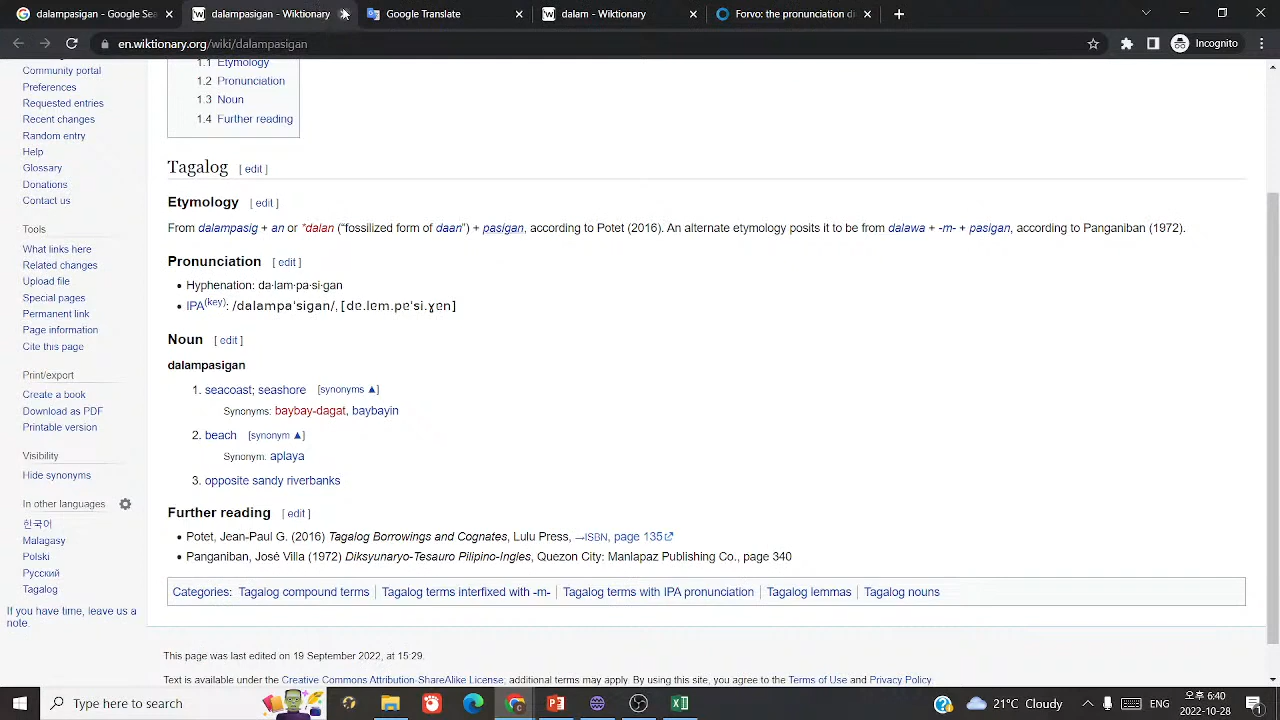 dalampasigan - Google Sea
dalampasigan - Wiktionary
Google Translate
dalam - Wiktionary
Forvo: the pronunciation di
en.wiktionary.org/wiki/dalampasigan
Incognito
Community portal
Preferences
Requested entries
Recent changes
Random entry
Help
Glossary
Donations
Contact us
Tools
What links here
Related changes
Upload file
Special pages
Permanent link
Page information
Cite this page
Print/export
Create a book
Download as PDF
Printable version
Visibility
Hide synonyms
In other languages
한국어
Malagasy
Polski
Русский
Tagalog
If you have time, leave us a
note.
1.1 Etymology
1.2 Pronunciation
1.3 Noun
1.4 Further reading
Tagalog [ edit ]
Etymology [ edit ]
From dalampasig + an or *dalan (“fossilized form of daan”) + pasigan, according to Potet (2016). An alternate etymology posits it to be from dalawa + -m- + pasigan, according to Panganiban (1972).
Pronunciation [ edit ]
• Hyphenation: da·lam·pa·si·gan
• IPA(key): /dalampaˈsiɡan/, [dɐ.lɐm.pɐˈsi.ɣɐn]
Noun [ edit ]
dalampasigan
1. seacoast; seashore [synonyms ▲]
Synonyms: baybay-dagat, baybayin
2. beach [synonym ▲]
Synonym: aplaya
3. opposite sandy riverbanks
Further reading [ edit ]
• Potet, Jean-Paul G. (2016) Tagalog Borrowings and Cognates, Lulu Press, →ISBN, page 135
• Panganiban, José Villa (1972) Diksyunaryo-Tesauro Pilipino-Ingles, Quezon City: Manlapaz Publishing Co., page 340
Categories: Tagalog compound terms | Tagalog terms interfixed with -m- | Tagalog terms with IPA pronunciation | Tagalog lemmas | Tagalog nouns
This page was last edited on 19 September 2022, at 15:29.
Text is available under the Creative Commons Attribution-ShareAlike License; additional terms may apply. By using this site, you agree to the Terms of Use and Privacy Policy.
Type here to search
21°C Cloudy
ENG
오후 6:40
2022-10-28